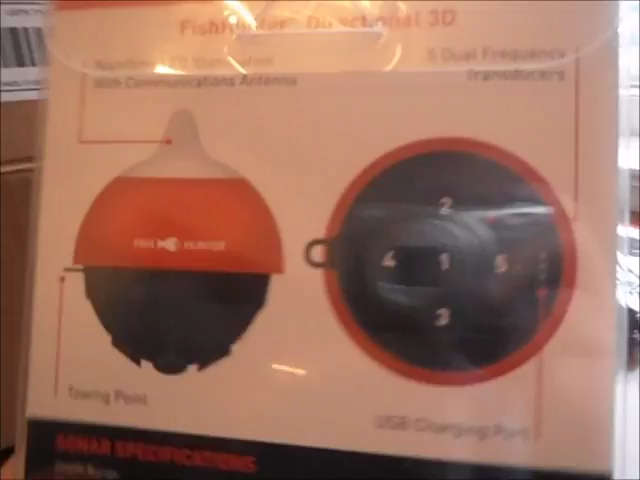 FishHunter Directional 3D
With Communications Antenna
5 Dual Frequency
Transducers
FISH HUNTER
2
4 1 5
3
Towing Point
USB Charging Port
SONAR SPECIFICATIONS